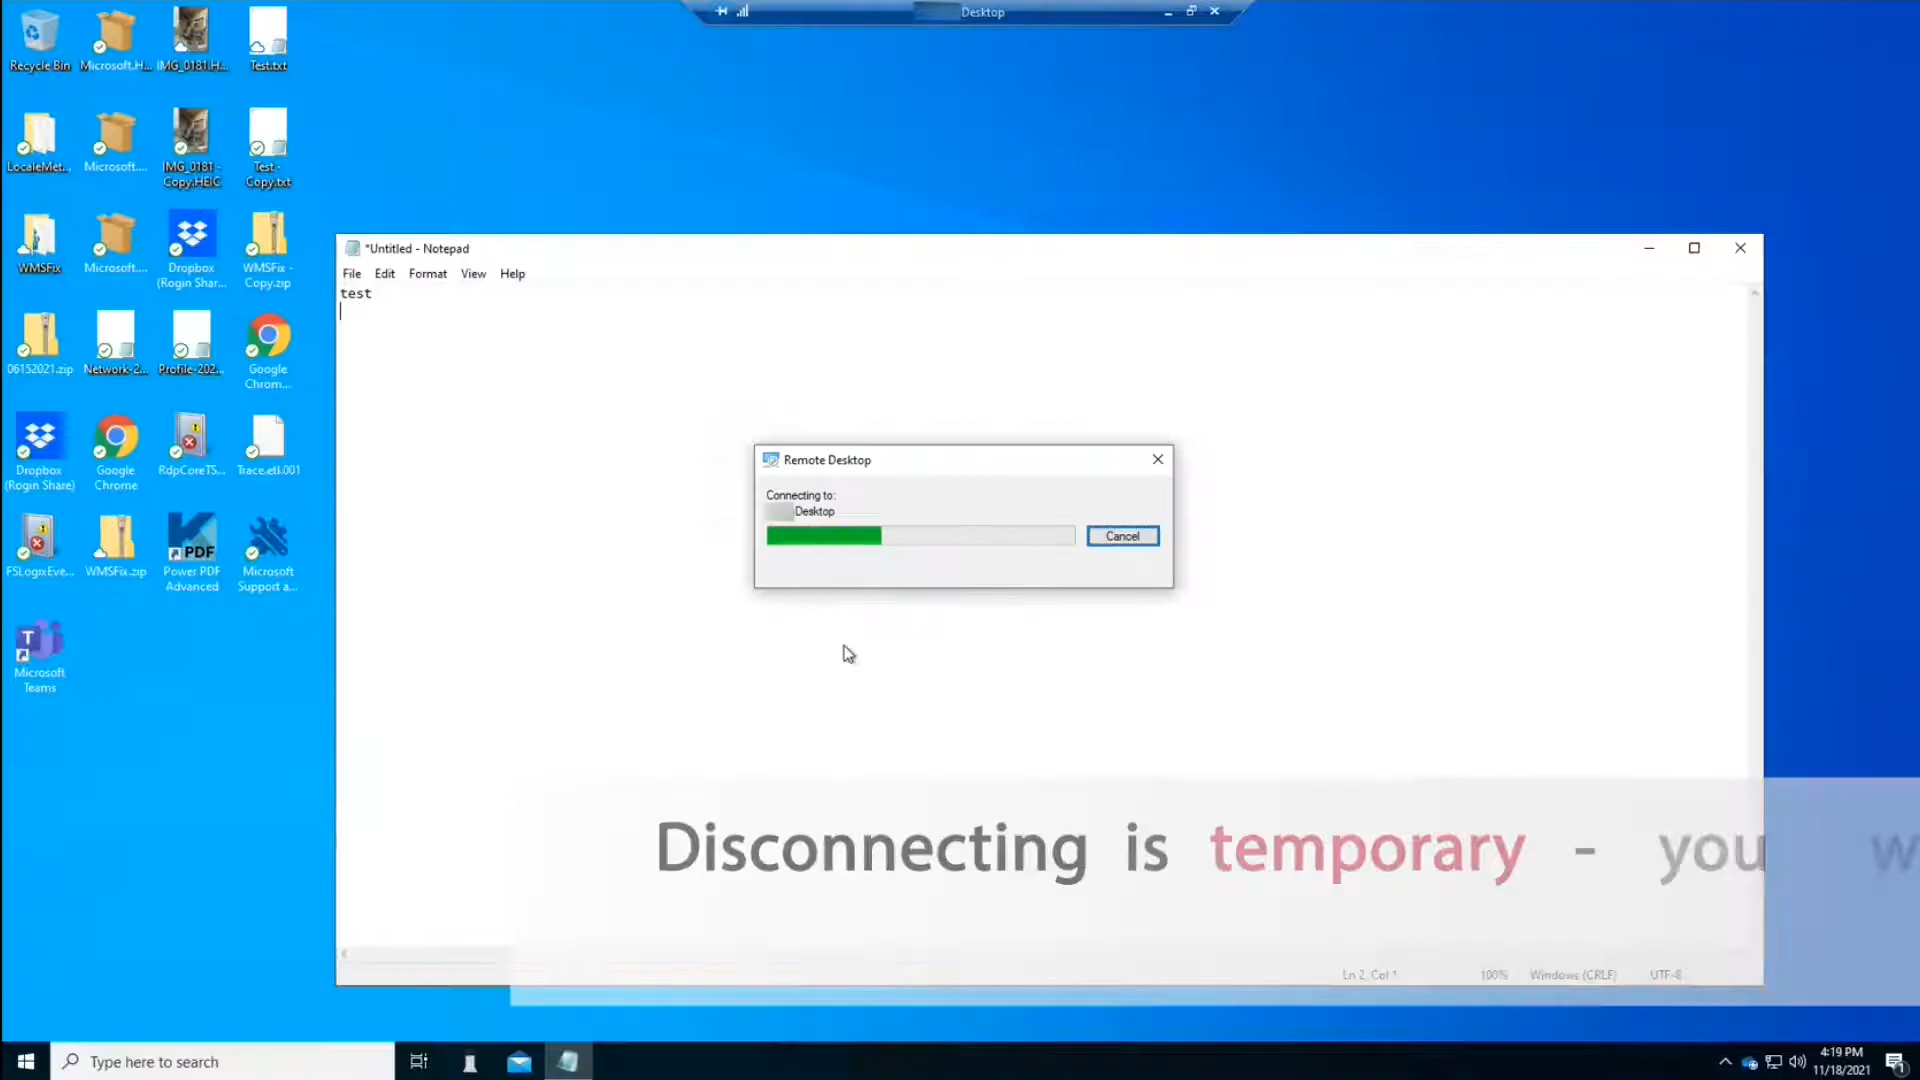 Desktop
Recycle Bin
Microsoft.H...
IMG_0181.H...
Test.txt
LocaleMet...
Microsoft....
IMG_0181 -
Copy.HEIC
Test -
Copy.txt
WMSFix
Microsoft....
Dropbox
(Rogin Shar...
WMSFix -
Copy.zip
06152021.zip
Network-2...
Profile-202...
Google
Chrom...
Dropbox
(Rogin Share)
Google
Chrome
RdpCoreTS...
Trace.etl.001
FSLogixEve...
WMSFix.zip
Power PDF
Advanced
Microsoft
Support a...
Microsoft
Teams
*Untitled - Notepad
File Edit Format View Help
test
Remote Desktop
Connecting to:
Desktop
Cancel
Disconnecting is temporary - you w
Ln 2, Col 1 100% Windows (CRLF) UTF-8
Type here to search
4:19 PM
11/18/2021
1